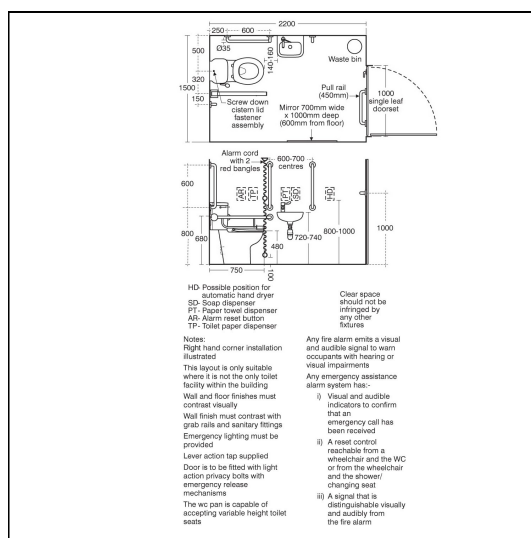 2200
250
600
Ø35
500
320
1500
150
140-160
Waste bin
Pull rail
(450mm)
1000
single leaf
doorset
Screw down
cistern lid
fastener
assembly
Mirror 700mm wide
x 1000mm deep
(600mm from floor)
Alarm cord
with 2
red bangles
600-700
centres
600
AR
TP
PT
SD
HD
800
680
480
720-740
800-1000
1000
750
100
HD- Possible position for
automatic hand dryer
SD- Soap dispenser
PT- Paper towel dispenser
AR- Alarm reset button
TP- Toilet paper dispenser
Clear space
should not be
infringed by
any other
fixtures
Notes:
Right hand corner installation
illustrated
This layout is only suitable
where it is not the only toilet
facility within the building
Wall and floor finishes must
contrast visually
Wall finish must contrast with
grab rails and sanitary fittings
Emergency lighting must be
provided
Lever action tap supplied
Door is to be fitted with light
action privacy bolts with
emergency release
mechanisms
The wc pan is capable of
accepting variable height toilet
seats
Any fire alarm emits a visual
and audible signal to warn
occupants with hearing or
visual impairments
Any emergency assistance
alarm system has:-
i) Visual and audible
indicators to confirm
that an
emergency call has
been received
ii) A reset control
reachable from a
wheelchair and the WC
or from the wheelchair
and the shower/
changing seat
iii) A signal that is
distinguishable visually
and audibly from
the fire alarm